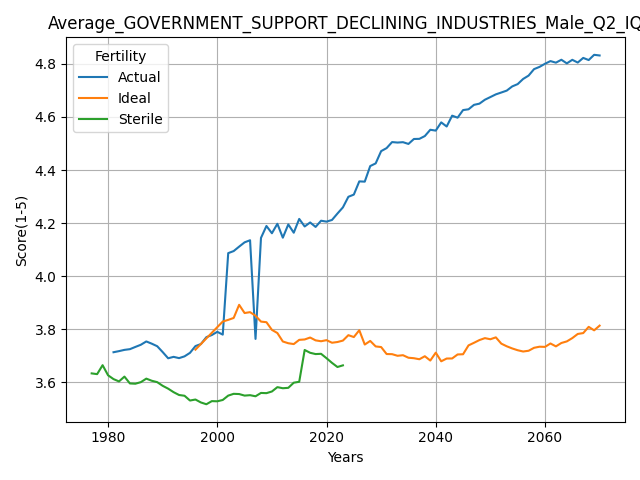 Average_GOVERNMENT_SUPPORT_DECLINING_INDUSTRIES_Male_Q2_IQ
Fertility
Actual
Ideal
Sterile
4.8
4.6
4.4
4.2
4.0
3.8
3.6
Score(1-5)
1980
2000
2020
2040
2060
Years